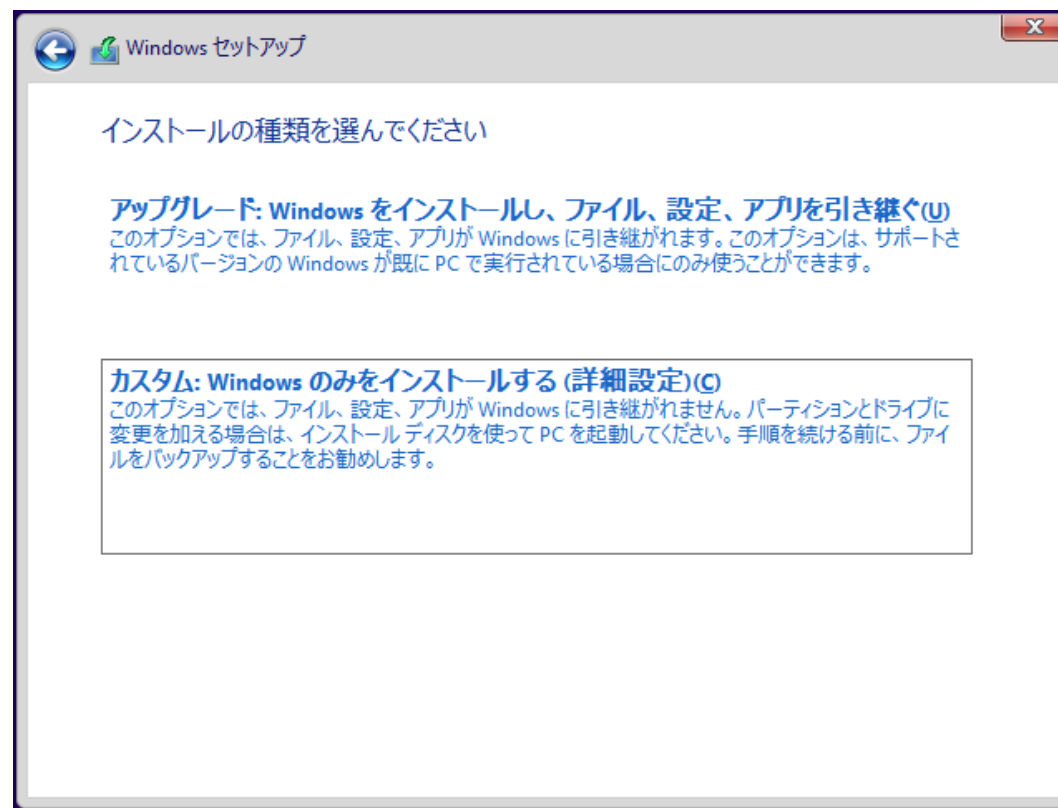 Windows セットアップ
インストールの種類を選んでください
アップグレード: Windows をインストールし、ファイル、設定、アプリを引き継ぐ(U)
このオプションでは、ファイル、設定、アプリが Windows に引き継がれます。このオプションは、サポートさ
れているバージョンの Windows が既に PC で実行されている場合にのみ使うことができます。
カスタム: Windows のみをインストールする (詳細設定)(C)
このオプションでは、ファイル、設定、アプリが Windows に引き継がれません。パーティションとドライブに
変更を加える場合は、インストール ディスクを使って PC を起動してください。手順を続ける前に、ファイ
ルをバックアップすることをお勧めします。